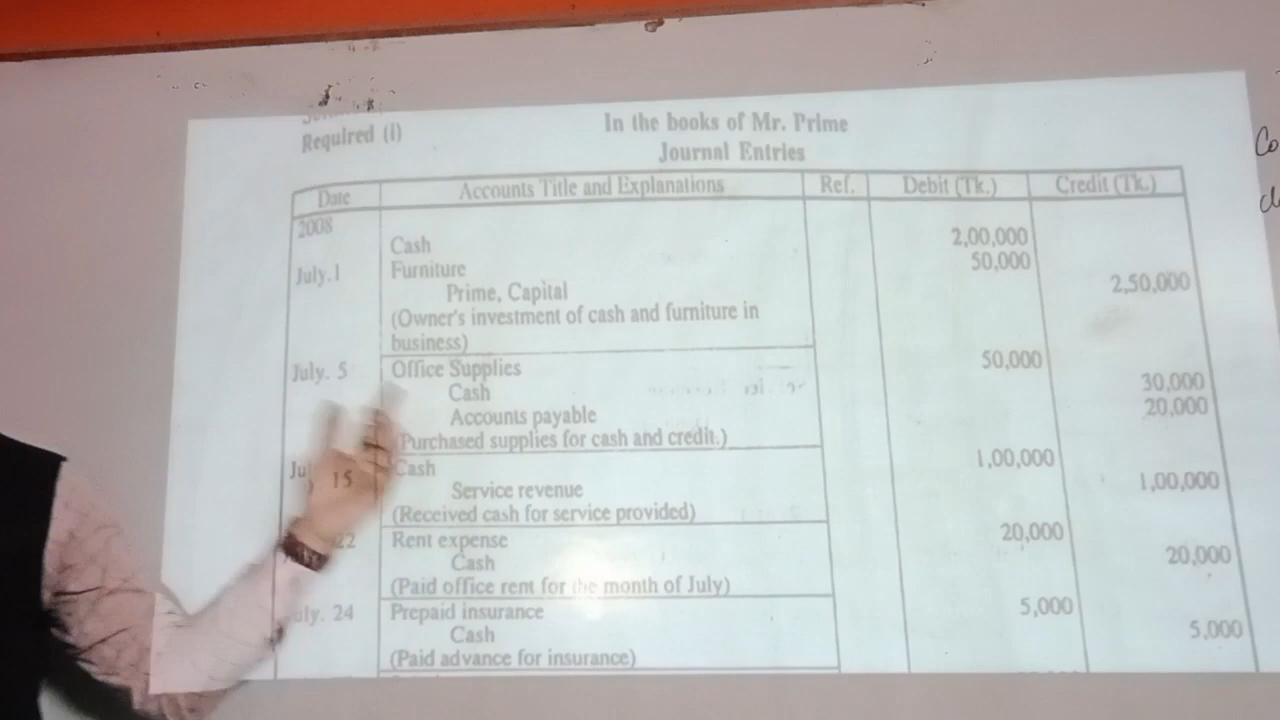 Required (i)
In the books of Mr. Prime
Journal Entries
Date Accounts Title and Explanations Ref. Debit (Tk.) Credit (Tk.)
2008
Cash 2,00,000
July.1 Furniture 50,000
Prime, Capital 2,50,000
(Owner's investment of cash and furniture in
business)
July. 5 Office Supplies 50,000
Cash 30,000
Accounts payable 20,000
(Purchased supplies for cash and credit.)
15 Cash 1,00,000
Service revenue 1,00,000
(Received cash for service provided)
22 Rent expense 20,000
Cash 20,000
(Paid office rent for the month of July)
July. 24 Prepaid insurance 5,000
Cash 5,000
(Paid advance for insurance)